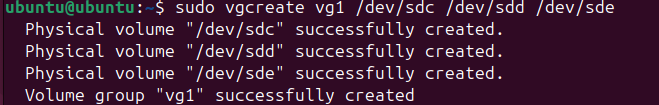 ubuntu@ubuntu:~$ sudo vgcreate vg1 /dev/sdc /dev/sdd /dev/sde
Physical volume "/dev/sdc" successfully created.
Physical volume "/dev/sdd" successfully created.
Physical volume "/dev/sde" successfully created.
Volume group "vg1" successfully created